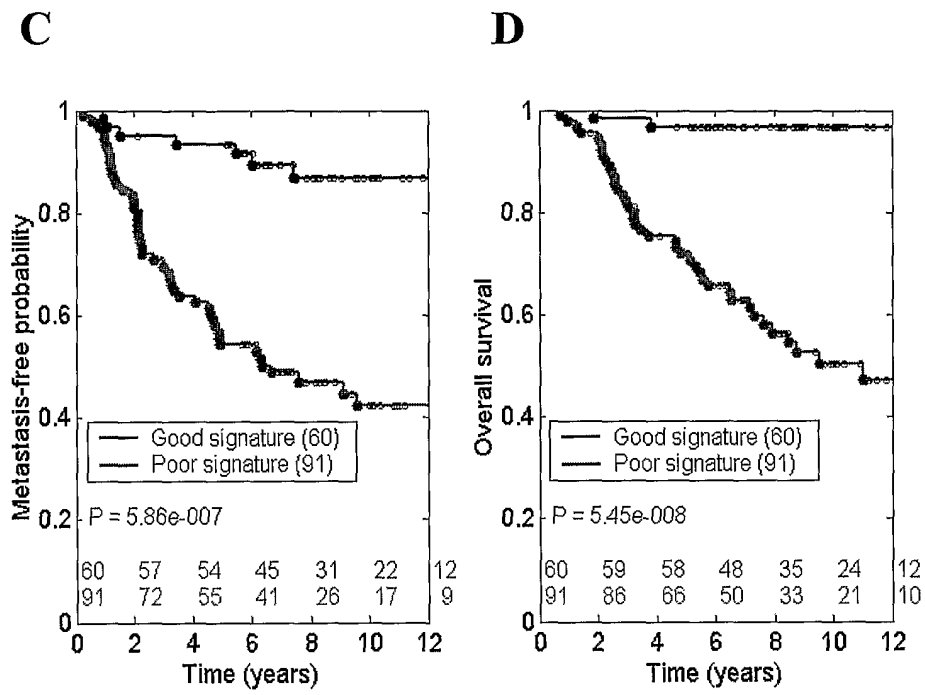 C
D
1
0.8
0.6
0.4
0.2
0
Metastasis-free probability
Good signature (60)
Poor signature (91)
P = 5.86e-007
60 57 54 45 31 22 12
91 72 55 41 26 17 9
0 2 4 6 8 10 12
Time (years)
1
0.8
0.6
0.4
0.2
0
Overall survival
Good signature (60)
Poor signature (91)
P = 5.45e-008
60 59 58 48 35 24 12
91 86 66 50 33 21 10
0 2 4 6 8 10 12
Time (years)